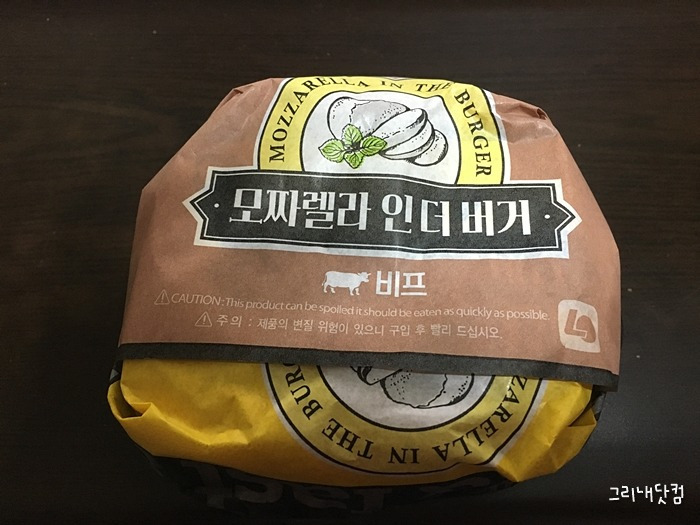 MOZZARELLA IN THE BURGER
모짜렐라 인 더 버거
비프
CAUTION : This product can be spoiled it should be eaten as quickly as possible.
주 의 : 제품의 변질 위험이 있으니 구입 후 빨리 드십시오.
MOZZARELLA IN THE BUR
그리내닷컴